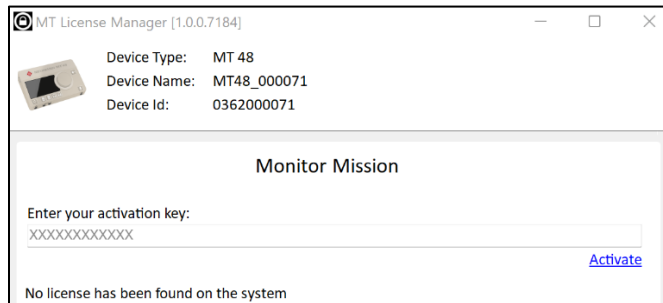 MT License Manager [1.0.0.7184]
Device Type: MT 48
Device Name: MT48_000071
Device Id: 0362000071
Monitor Mission
Enter your activation key:
XXXXXXXXXXXX
Activate
No license has been found on the system